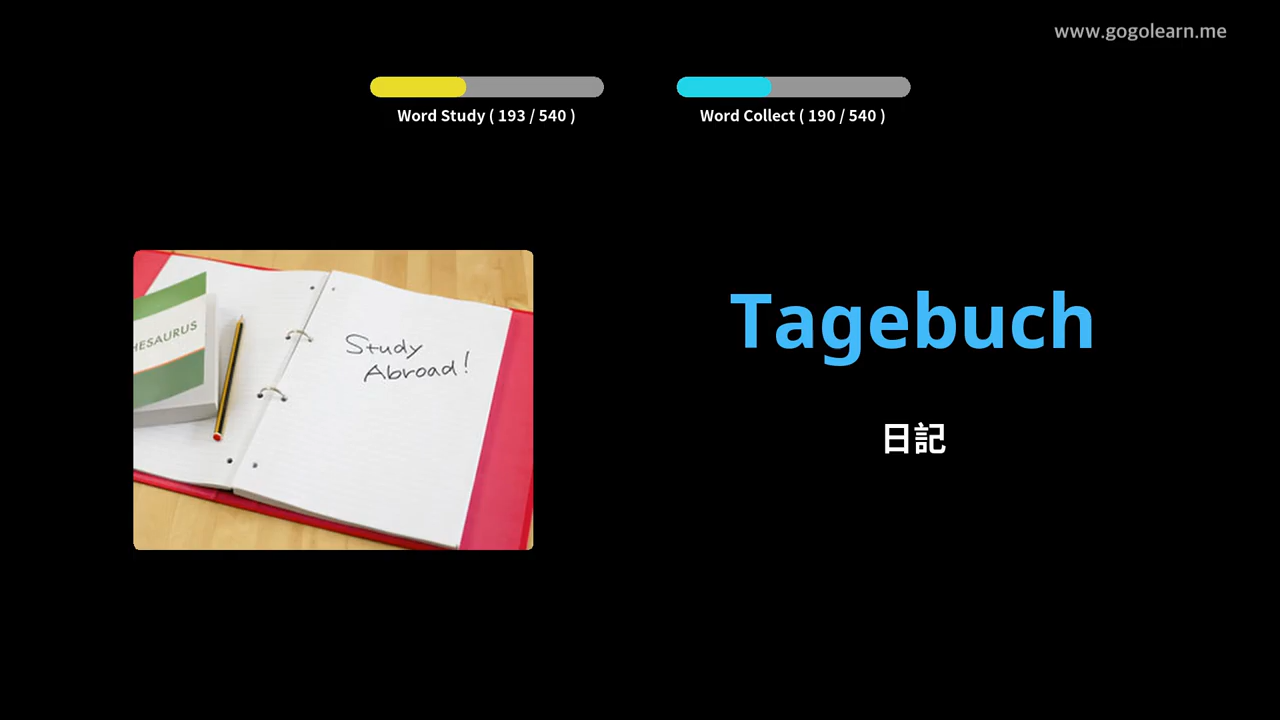 www.gogolearn.me
Word Study ( 193 / 540 )
Word Collect ( 190 / 540 )
HESAURUS
Study
Abroad!
Tagebuch
日記